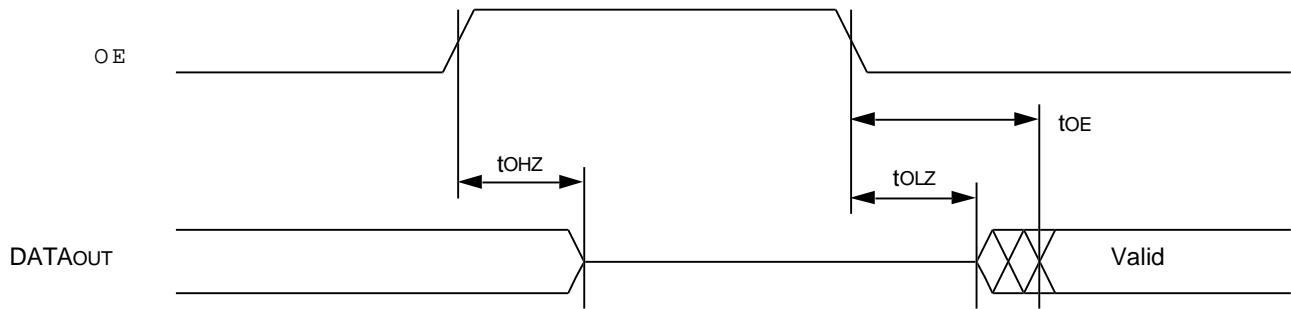 OE
tOE
tOHZ
tOLZ
DATAOUT
Valid